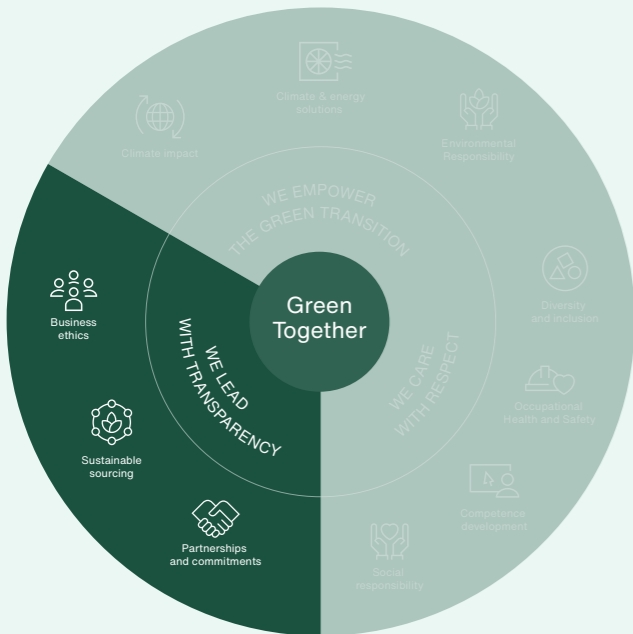 Climate & energy
solutions
Climate impact
Environmental
Responsibility
WE EMPOWER
THE GREEN TRANSITION
Business
ethics
Green
Together
Diversity
and inclusion
WE LEAD
WITH TRANSPARENCY
WE CARE
WITH RESPECT
Occupational
Health and Safety
Sustainable
sourcing
Competence
development
Partnerships
and commitments
Social
responsibility